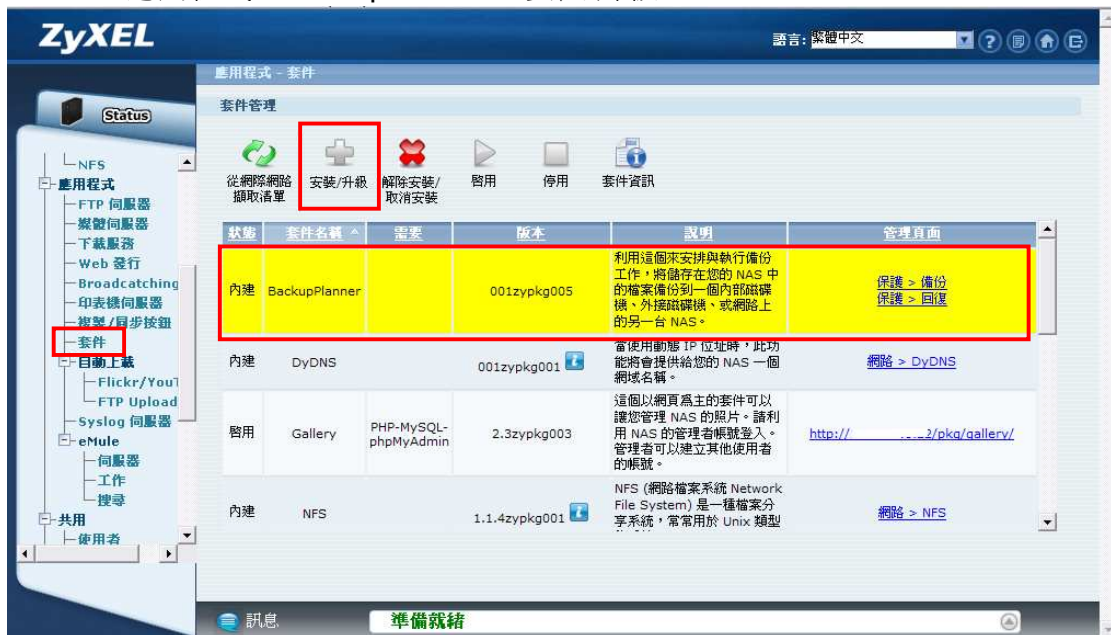 ZyXEL
語言: 繁體中文
應用程式 - 套件
Status
套件管理
從網際網路
擷取清單
安裝/升級
解除安裝/
取消安裝
啓用
停用
套件資訊
NFS
應用程式
FTP 伺服器
媒體伺服器
下載服務
Web 發行
Broadcatching
印表機伺服器
複製/同步按鈕
套件
自動上載
Flickr/YouT
FTP Upload
Syslog 伺服器
eMule
伺服器
工作
搜尋
共用
使用者
狀態 套件名稱 需要 版本 說明 管理頁面
內建 BackupPlanner 001zypkg005
利用這個來安排與執行備份
工作，將儲存在您的 NAS 中
的檔案備份到一個內部磁碟
機、外接磁碟機、或網路上
的另一台 NAS。
保護 > 備份
保護 > 回復
內建 DyDNS 001zypkg001
當使用動態 IP 位址時，此功
能將會提供給您的 NAS 一個
網域名稱。
網路 > DyDNS
啓用 Gallery
PHP-MySQL-
phpMyAdmin
2.3zypkg003
這個以網頁爲主的套件可以
讓您管理 NAS 的照片。請利
用 NAS 的管理者帳號登入。
管理者可以建立其他使用者
的帳號。
http:// 2/pkg/gallery/
內建 NFS 1.1.4zypkg001
NFS (網路檔案系統 Network
File System) 是一種檔案分
享系統，常常用於 Unix 類型
網路 > NFS
訊息 準備就緒